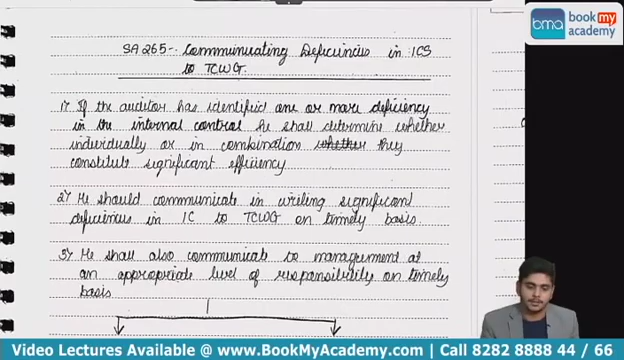 book my academy
bma
SA 265-. Communicating Deficiencies in ICS
to TCWG.
1) If the auditor has identified one or more deficiency
in the internal control he shall determine whether
individually or in combination whether they
constitute significant efficiency
2) He should communicate in writing significant
deficiencies in IC to TCWG on timely basis.
3) He shall also communicate to management at
an appropriate level of responsibility on timely
basis
Video Lectures Available @ www.BookMyAcademy.com | Call 8282 8888 44 / 66